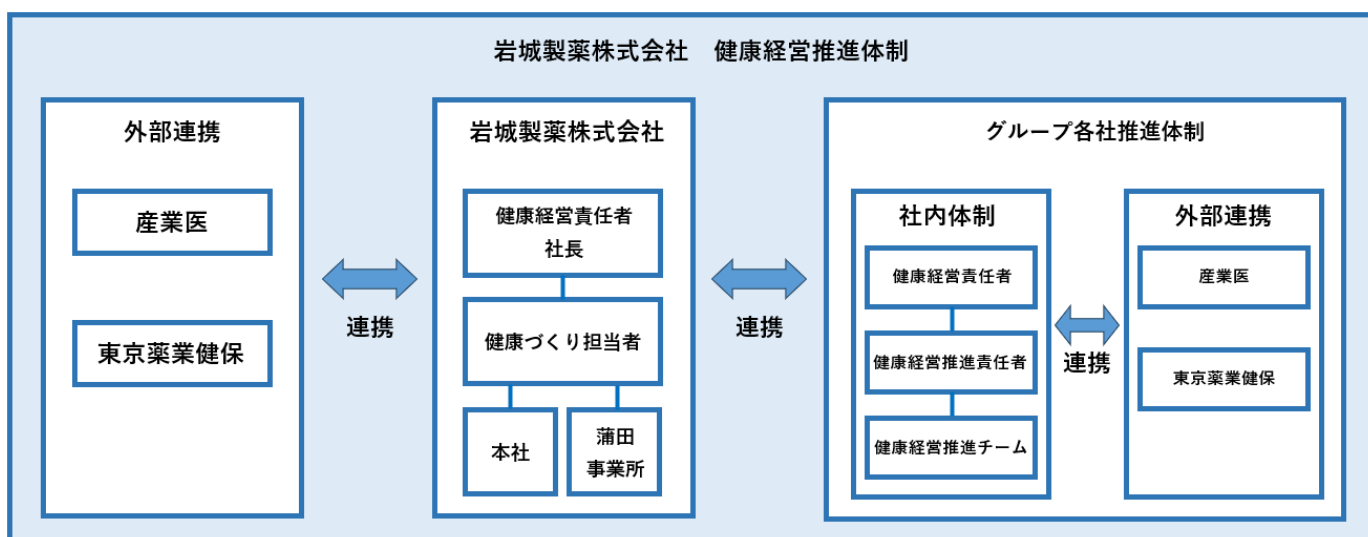 岩城製薬株式会社　健康経営推進体制
外部連携
産業医
東京薬業健保
連携
岩城製薬株式会社
健康経営責任者
社長
健康づくり担当者
本社
蒲田
事業所
連携
グループ各社推進体制
社内体制
健康経営責任者
健康経営推進責任者
健康経営推進チーム
連携
外部連携
産業医
東京薬業健保